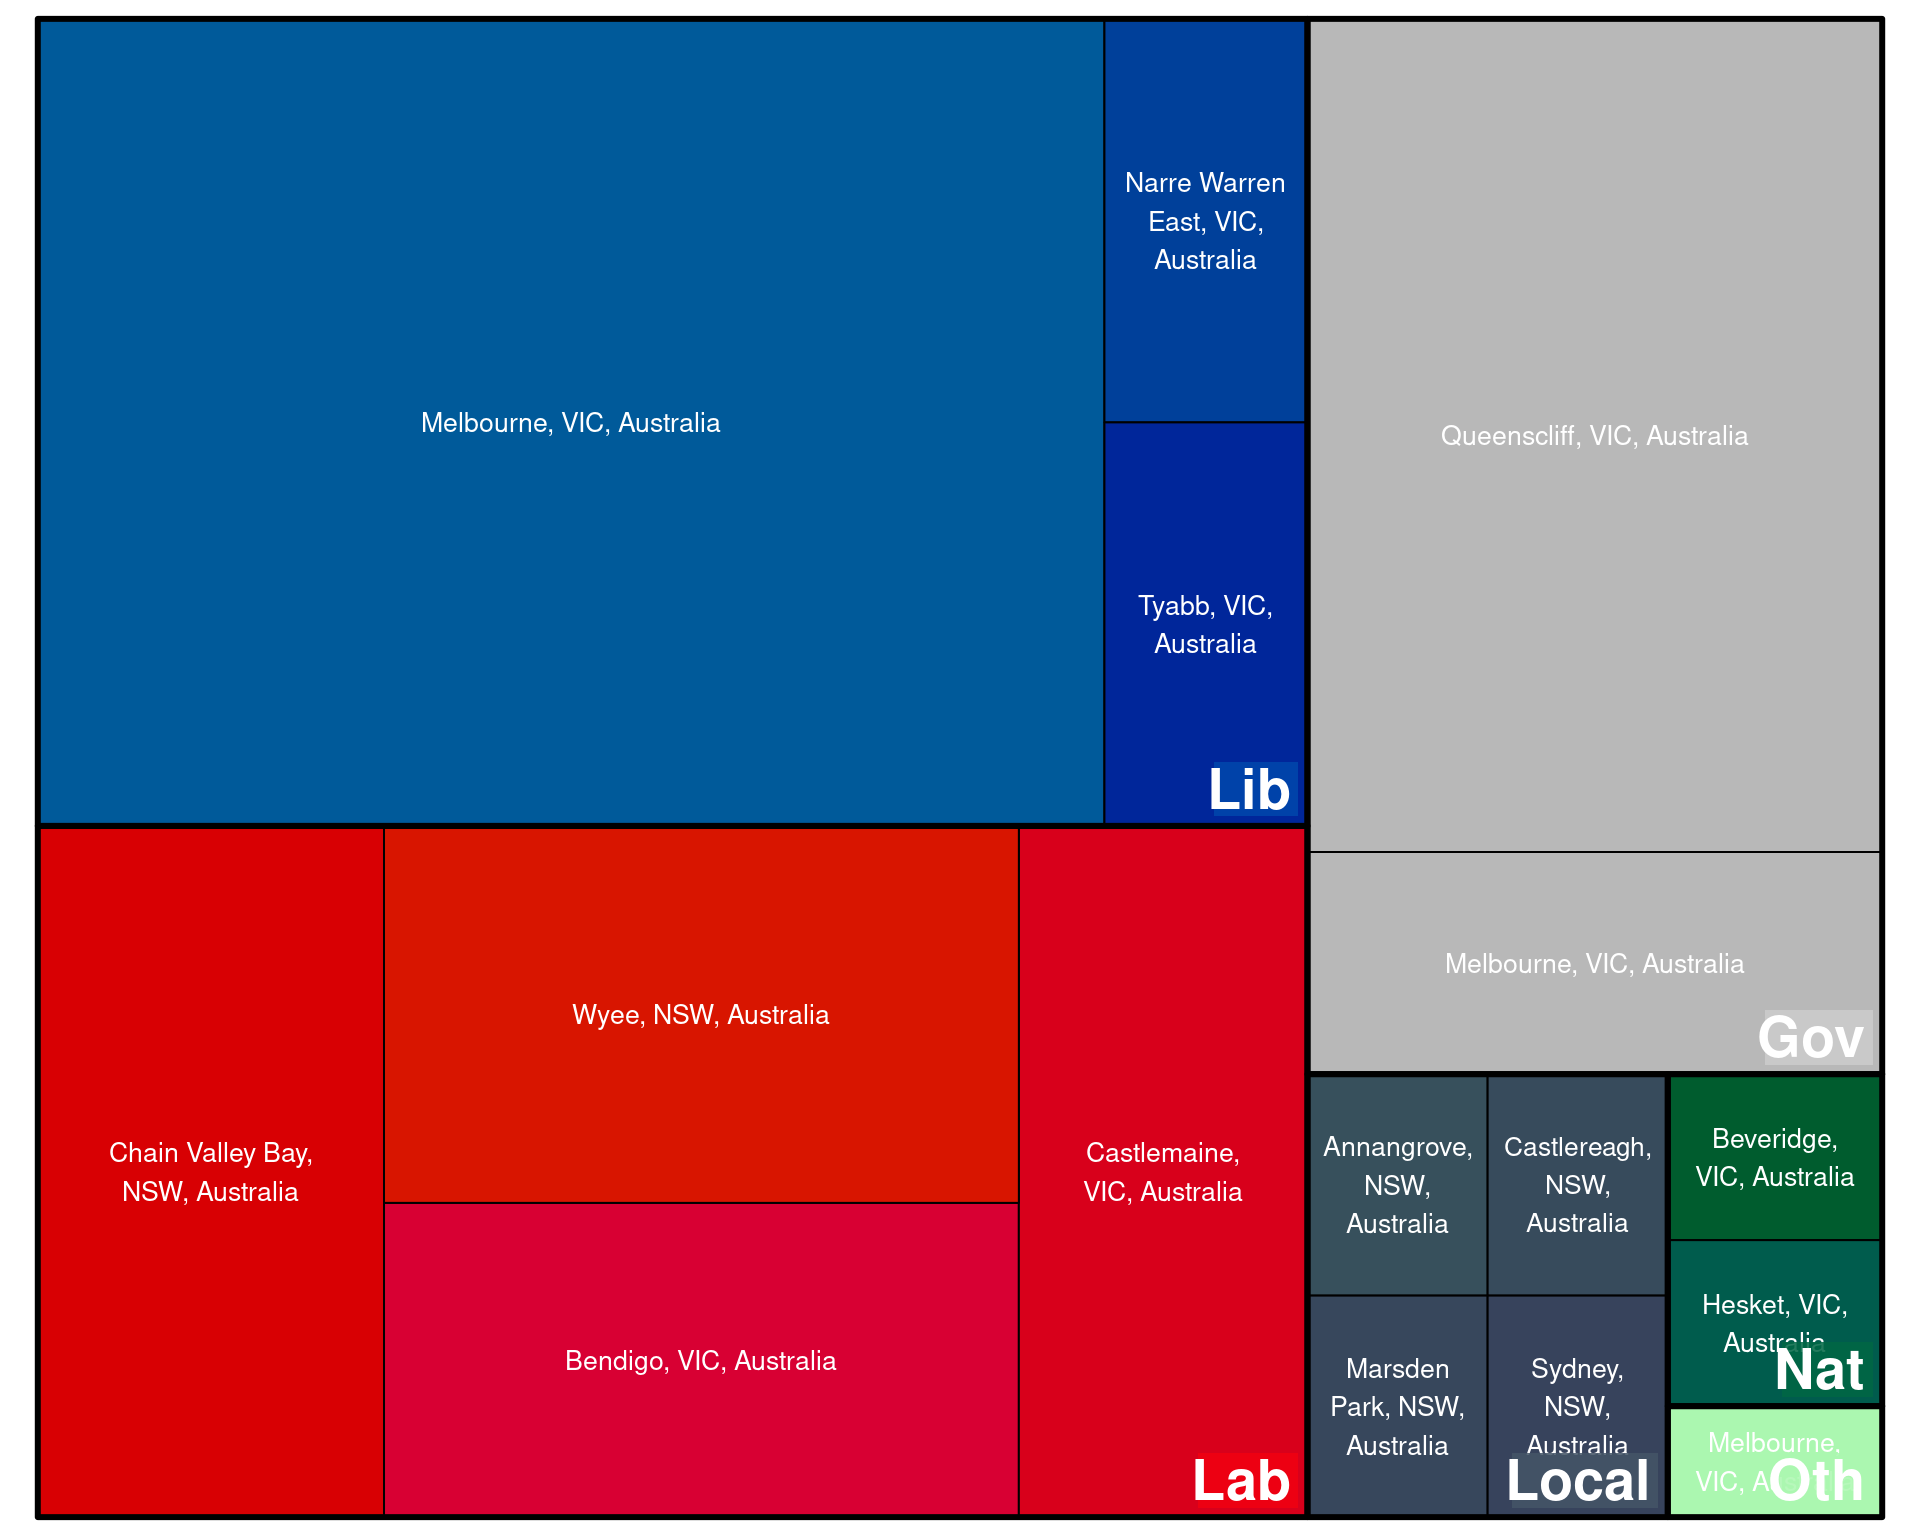 Melbourne, VIC, Australia
Narre Warren
East, VIC,
Australia
Tyabb, VIC,
Australia
Lib
Queenscliff, VIC, Australia
Melbourne, VIC, Australia
Gov
Chain Valley Bay,
NSW, Australia
Wyee, NSW, Australia
Bendigo, VIC, Australia
Castlemaine,
VIC, Australia
Lab
Annangrove,
NSW,
Australia
Castlereagh,
NSW,
Australia
Marsden
Park, NSW,
Australia
Sydney,
NSW,
Australia
Local
Beveridge,
VIC, Australia
Hesket, VIC,
Australia
Nat
Melbourne,
VIC,
Oth